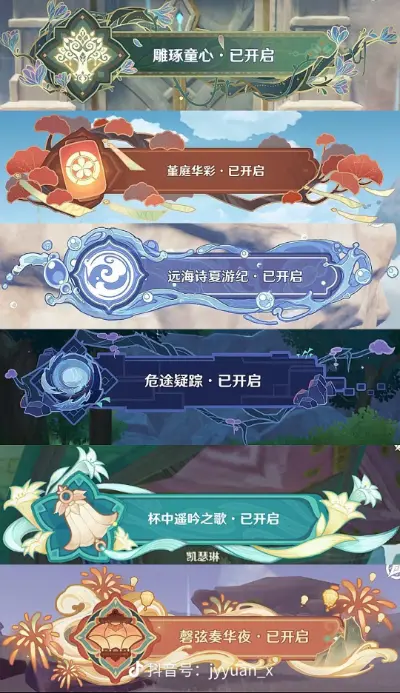 雕琢童心·已开启
堇庭华彩·已开启
远海诗夏游纪·已开启
危途疑踪·已开启
杯中遥吟之歌·已开启
凯瑟琳
磬弦奏华夜·已开启
抖音号：jyyuan_x